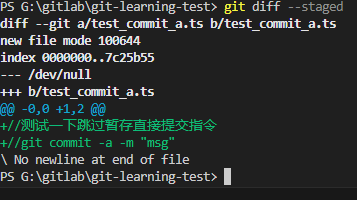 PS G:\gitlab\git-learning-test> git diff --staged
diff --git a/test_commit_a.ts b/test_commit_a.ts
new file mode 100644
index 0000000..7c25b55
--- /dev/null
+++ b/test_commit_a.ts
@@ -0,0 +1,2 @@
+//测试一下跳过暂存直接提交指令
+//git commit -a -m "msg"
\ No newline at end of file
PS G:\gitlab\git-learning-test>